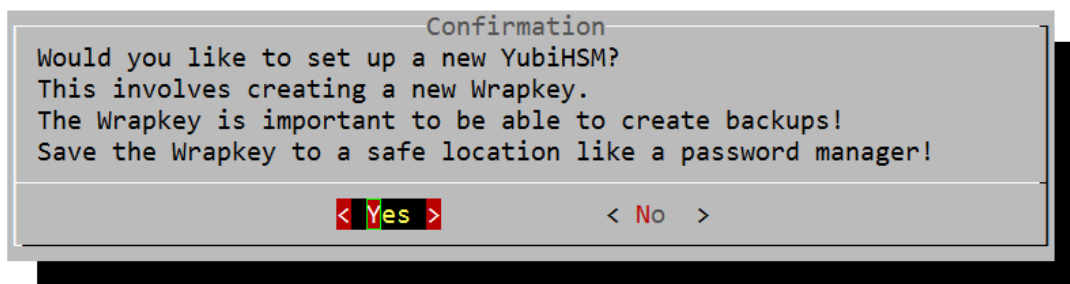 Confirmation
Would you like to set up a new YubiHSM?
This involves creating a new Wrapkey.
The Wrapkey is important to be able to create backups!
Save the Wrapkey to a safe location like a password manager!
< Yes > < No >